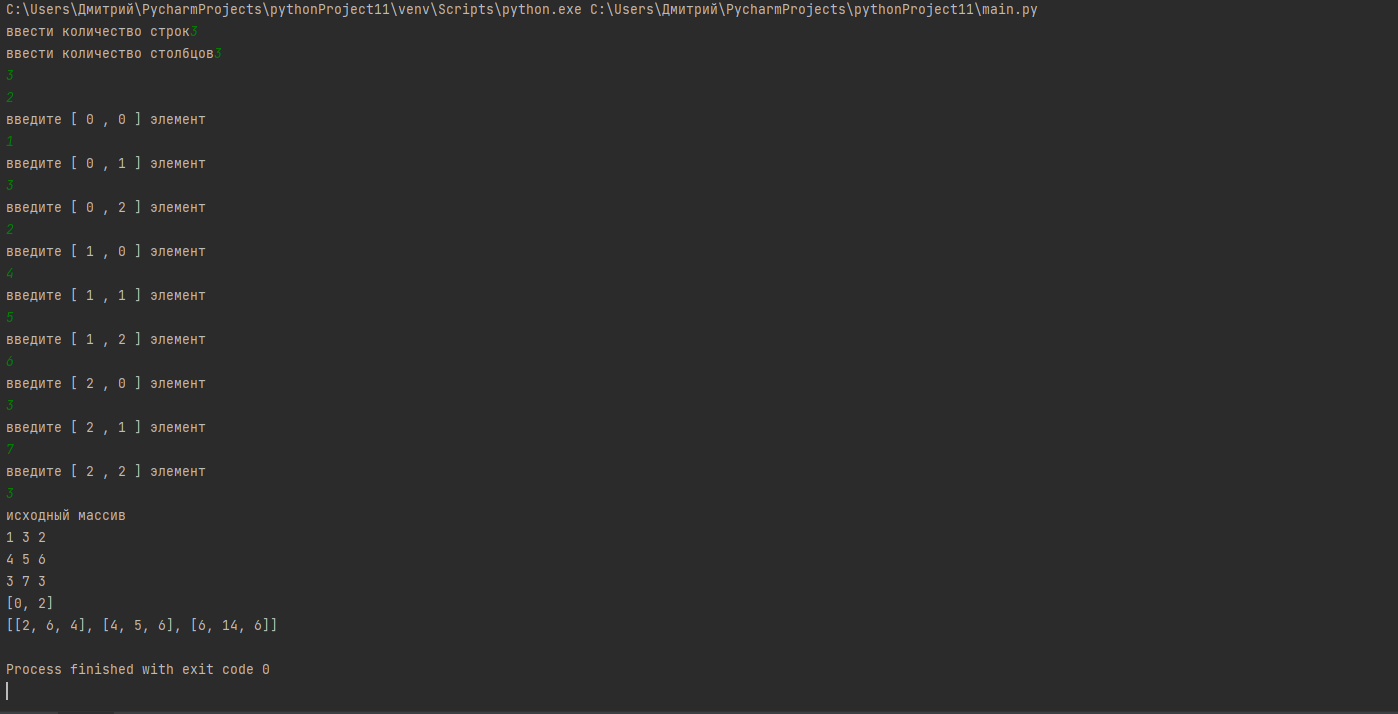 C:\Users\Дмитрий\PycharmProjects\pythonProject11\venv\Scripts\python.exe C:\Users\Дмитрий\PycharmProjects\pythonProject11\main.py
ввести количество строк3
ввести количество столбцов3
3
2
введите [ 0 , 0 ] элемент
1
введите [ 0 , 1 ] элемент
3
введите [ 0 , 2 ] элемент
2
введите [ 1 , 0 ] элемент
4
введите [ 1 , 1 ] элемент
5
введите [ 1 , 2 ] элемент
6
введите [ 2 , 0 ] элемент
3
введите [ 2 , 1 ] элемент
7
введите [ 2 , 2 ] элемент
3
исходный массив
1 3 2
4 5 6
3 7 3
[0, 2]
[[2, 6, 4], [4, 5, 6], [6, 14, 6]]
Process finished with exit code 0